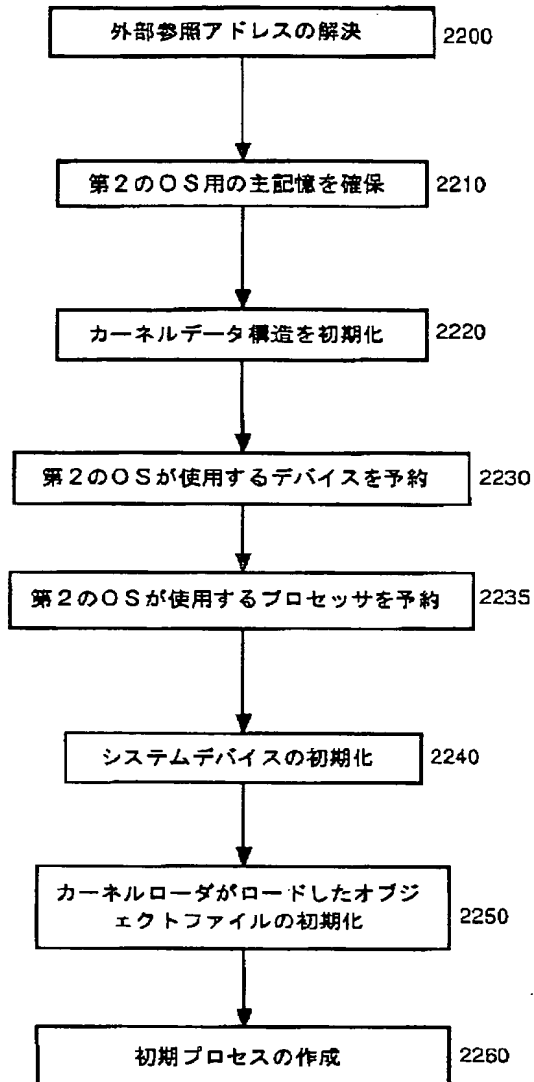 外部参照アドレスの解決 2200
第2のOS用の主記憶を確保 2210
カーネルデータ構造を初期化 2220
第2のOSが使用するデバイスを予約 2230
第2のOSが使用するプロセッサを予約 2235
システムデバイスの初期化 2240
カーネルローダがロードしたオブジ
ェクトファイルの初期化 2250
初期プロセスの作成 2260